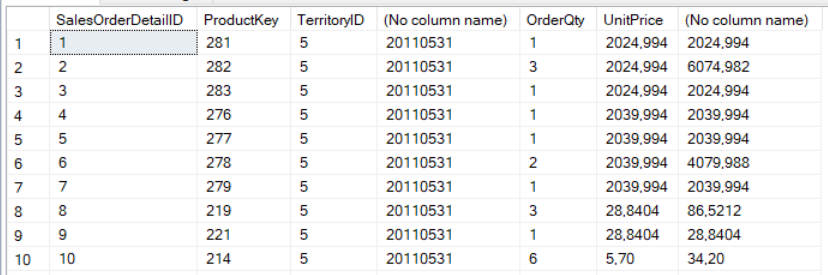 SalesOrderDetailID ProductKey TerritoryID (No column name) OrderQty UnitPrice (No column name)
1 1 281 5 20110531 1 2024,994 2024,994
2 2 282 5 20110531 3 2024,994 6074,982
3 3 283 5 20110531 1 2024,994 2024,994
4 4 276 5 20110531 1 2039,994 2039,994
5 5 277 5 20110531 1 2039,994 2039,994
6 6 278 5 20110531 2 2039,994 4079,988
7 7 279 5 20110531 1 2039,994 2039,994
8 8 219 5 20110531 3 28,8404 86,5212
9 9 221 5 20110531 1 28,8404 28,8404
10 10 214 5 20110531 6 5,70 34,20